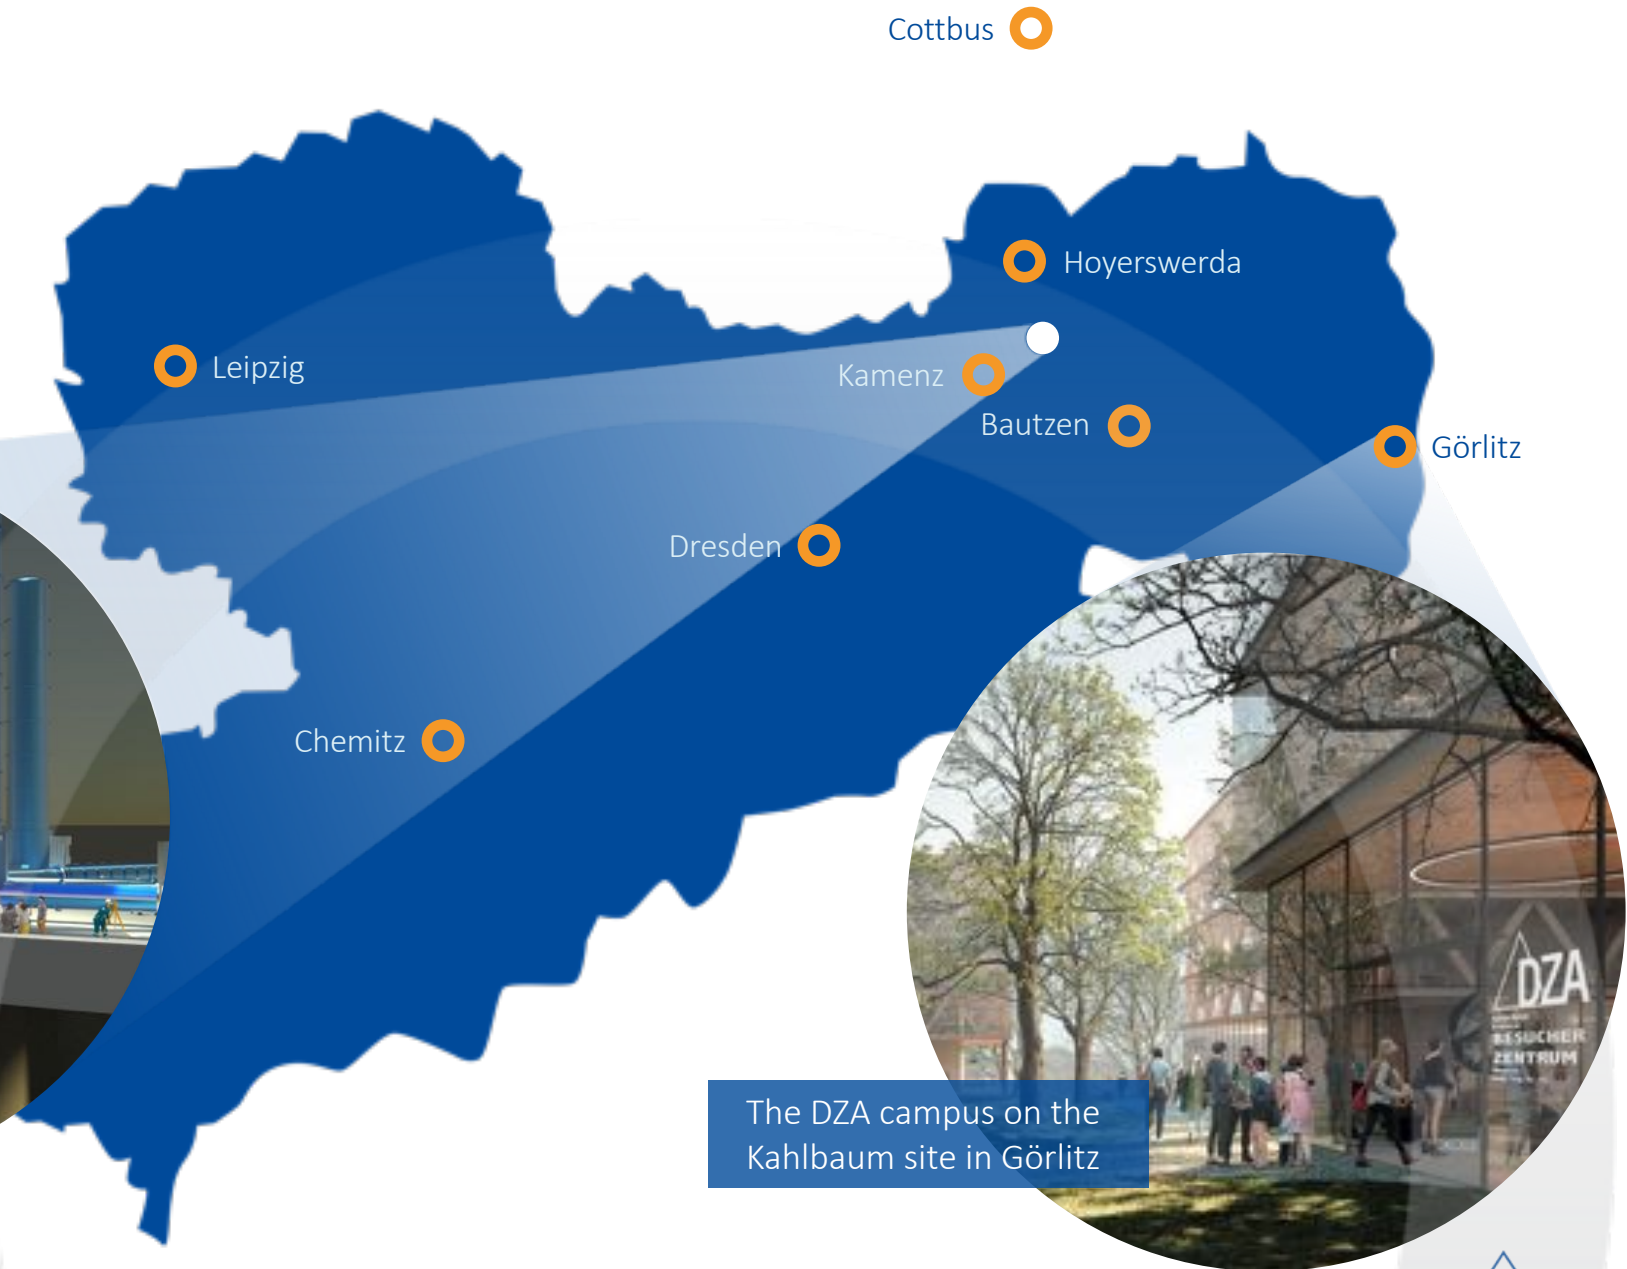 Cottbus
Hoyerswerda
Leipzig
Kamenz
Bautzen
Görlitz
Dresden
Chemitz
DZA
BESUCHER
ZENTRUM
The DZA campus on the
Kahlbaum site in Görlitz